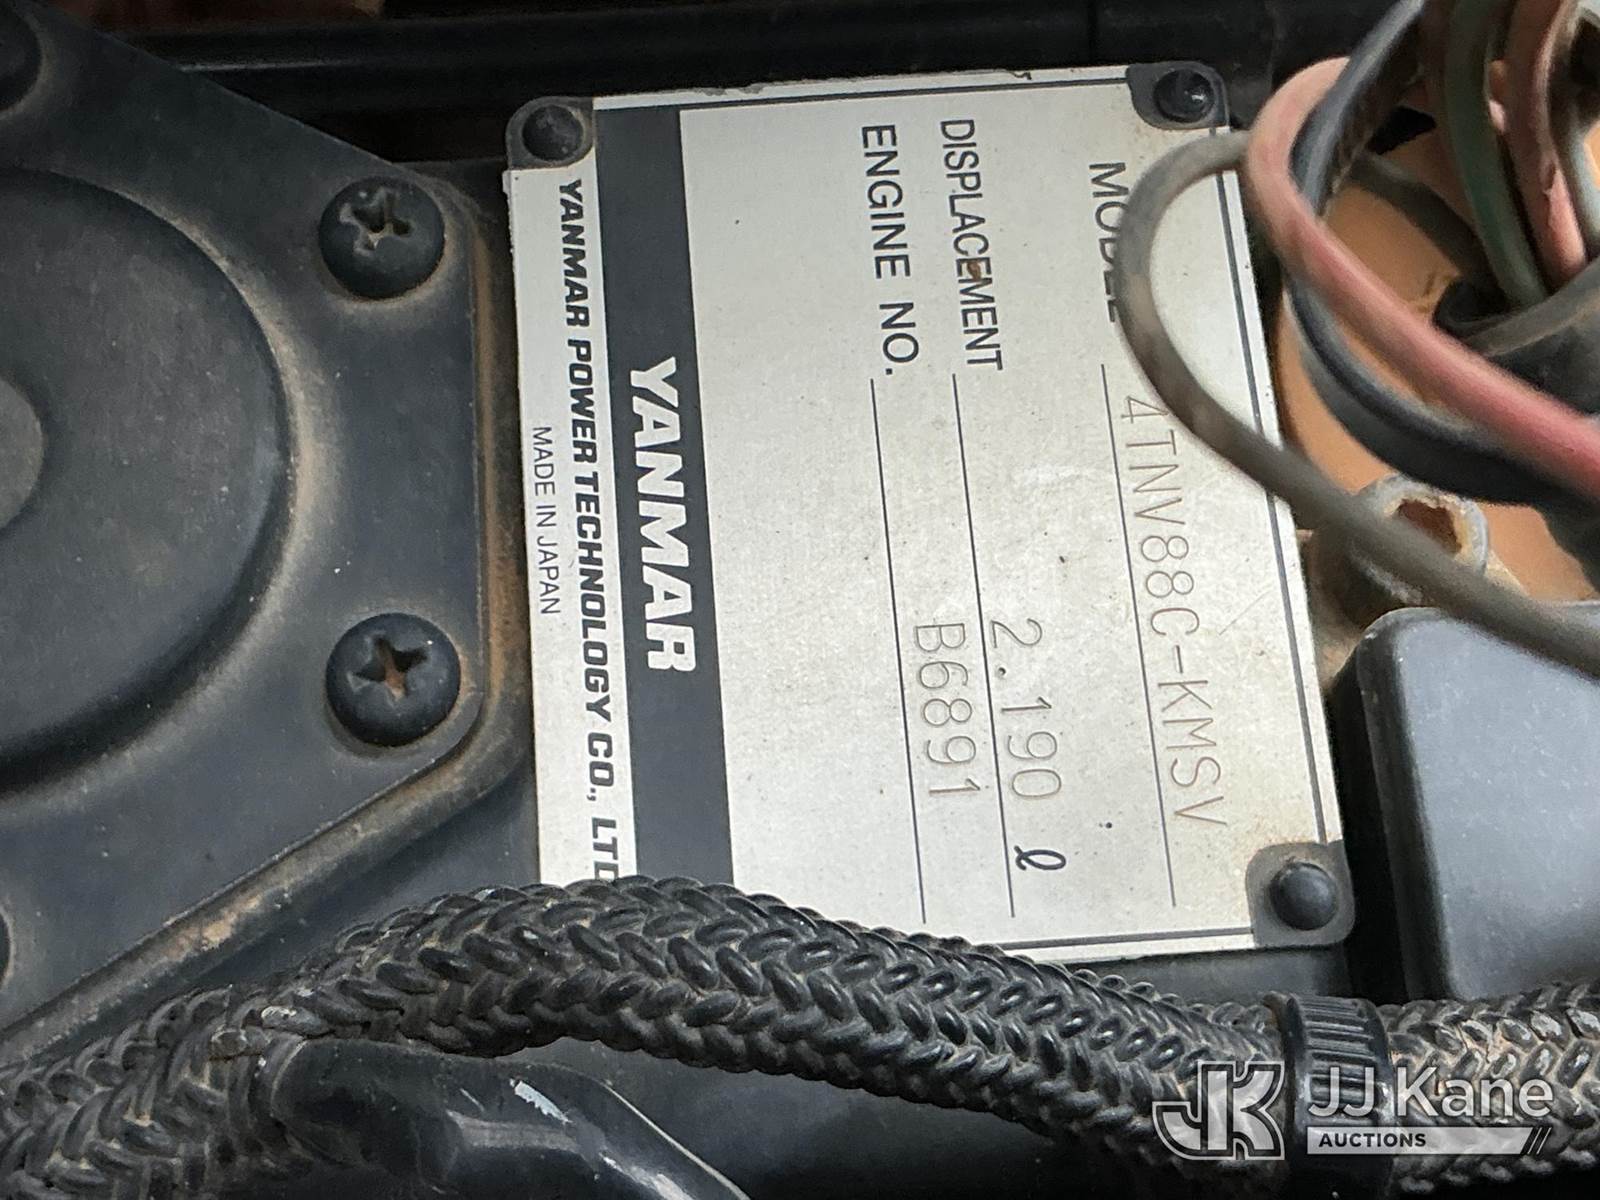 MODEL 4TNV88C-KMSV
DISPLACEMENT 2.190 ℓ
ENGINE NO. B6891
YANMAR
YANMAR POWER TECHNOLOGY CO., LTD
MADE IN JAPAN
JJ Kane
AUCTIONS